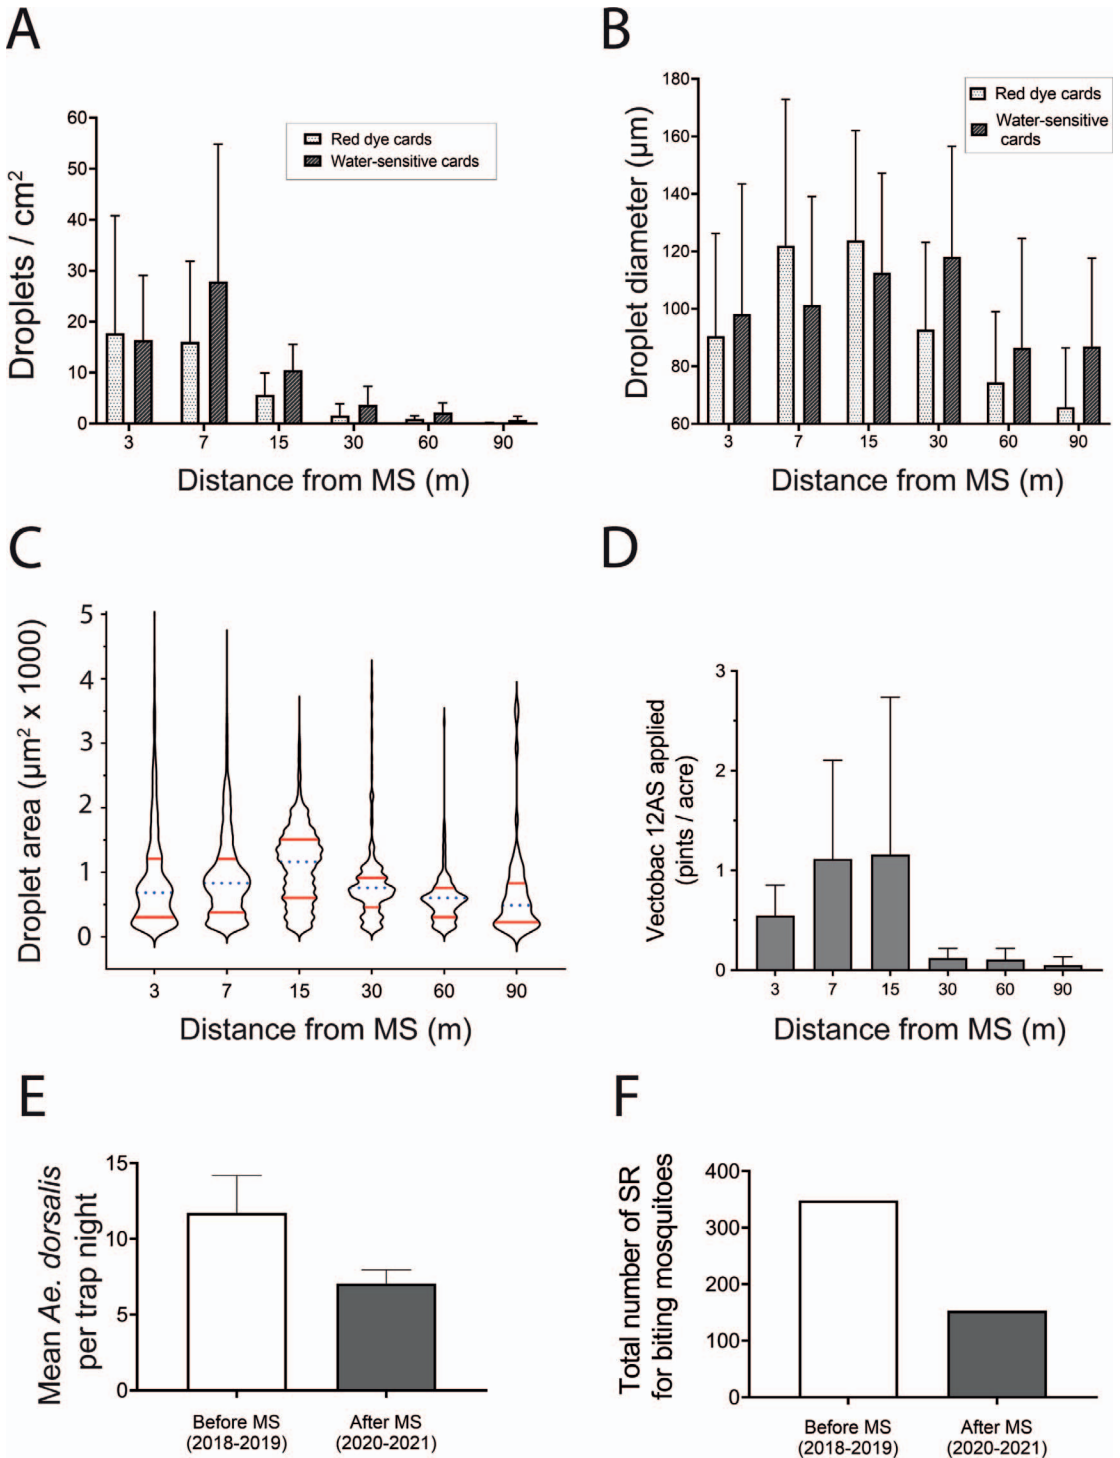 A
Droplets / cm²
60
50
40
30
20
10
0
Red dye cards
Water-sensitive cards
3 7 15 30 60 90
Distance from MS (m)
B
Droplet diameter (µm)
180
160
140
120
100
80
60
Red dye cards
Water-sensitive
cards
3 7 15 30 60 90
Distance from MS (m)
C
Droplet area (µm² x 1000)
5
4
3
2
1
0
3 7 15 30 60 90
Distance from MS (m)
D
Vectobac 12AS applied
(pints / acre)
3
2
1
0
3 7 15 30 60 90
Distance from MS (m)
E
Mean Ae. dorsalis
per trap night
15
10
5
0
Before MS
(2018-2019)
After MS
(2020-2021)
F
Total number of SR
for biting mosquitoes
400
300
200
100
0
Before MS
(2018-2019)
After MS
(2020-2021)